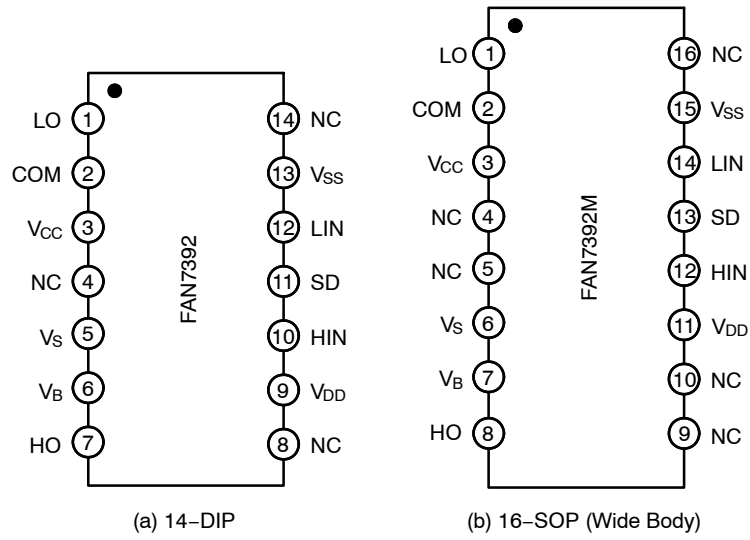 LO 1 14 NC
COM 2 13 VSS
VCC 3 12 LIN
NC 4 11 SD
VS 5 10 HIN
VB 6 9 VDD
HO 7 8 NC
FAN7392
(a) 14−DIP
LO 1 16 NC
COM 2 15 VSS
VCC 3 14 LIN
NC 4 13 SD
NC 5 12 HIN
VS 6 11 VDD
VB 7 10 NC
HO 8 9 NC
FAN7392M
(b) 16−SOP (Wide Body)